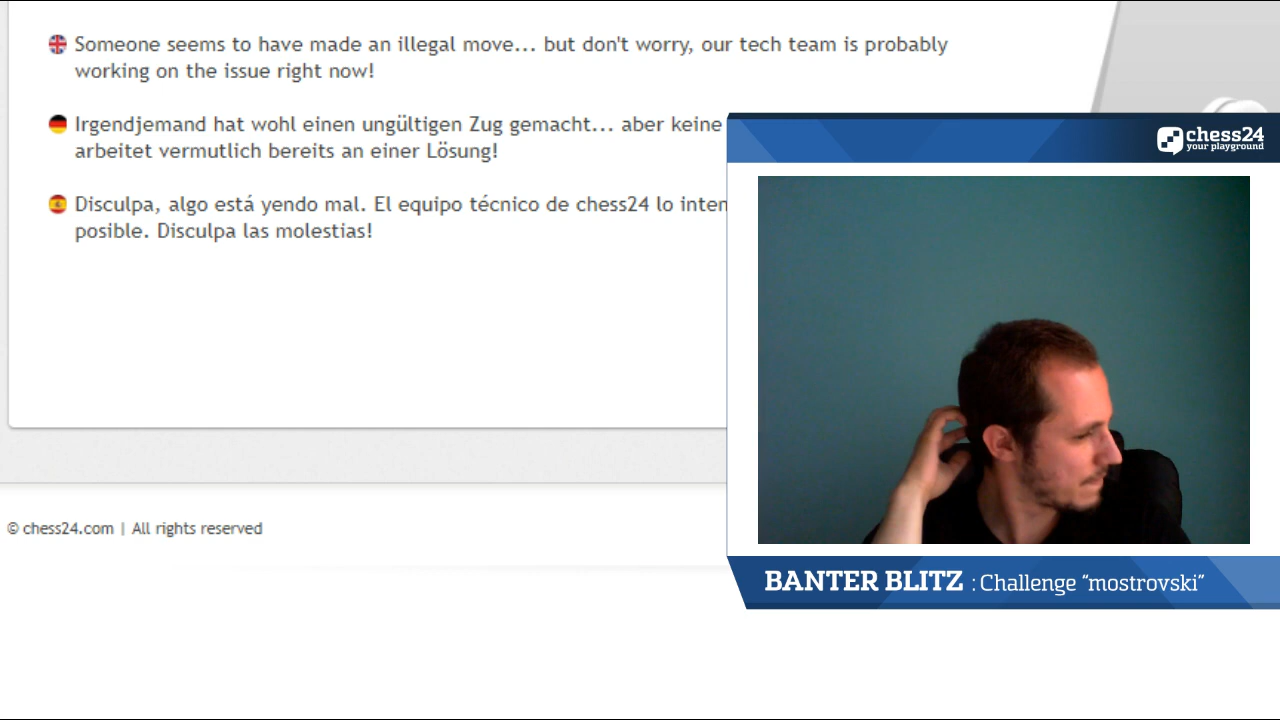 Someone seems to have made an illegal move... but don't worry, our tech team is probably
working on the issue right now!
Irgendjemand hat wohl einen ungültigen Zug gemacht... aber keine
arbeitet vermutlich bereits an einer Lösung!
Disculpa, algo está yendo mal. El equipo técnico de chess24 lo inten
posible. Disculpa las molestias!
© chess24.com | All rights reserved
chess24
your playground
BANTER BLITZ : Challenge “mostrovski”